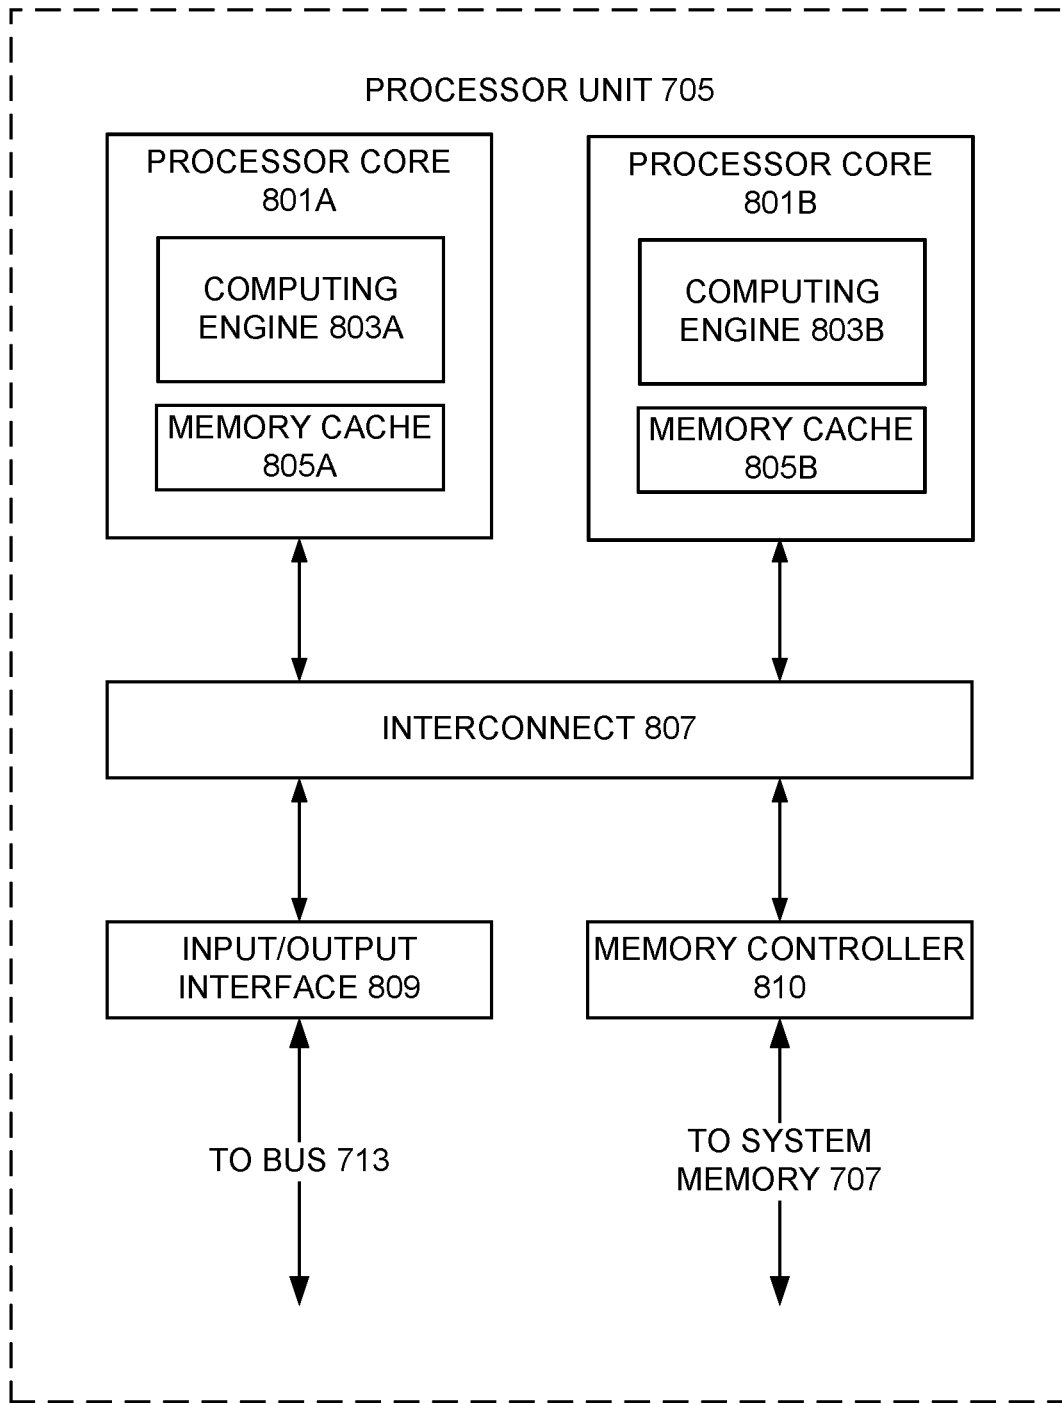 PROCESSOR UNIT 705
PROCESSOR CORE
801A
COMPUTING
ENGINE 803A
MEMORY CACHE
805A
PROCESSOR CORE
801B
COMPUTING
ENGINE 803B
MEMORY CACHE
805B
INTERCONNECT 807
INPUT/OUTPUT
INTERFACE 809
MEMORY CONTROLLER
810
TO BUS 713
TO SYSTEM
MEMORY 707